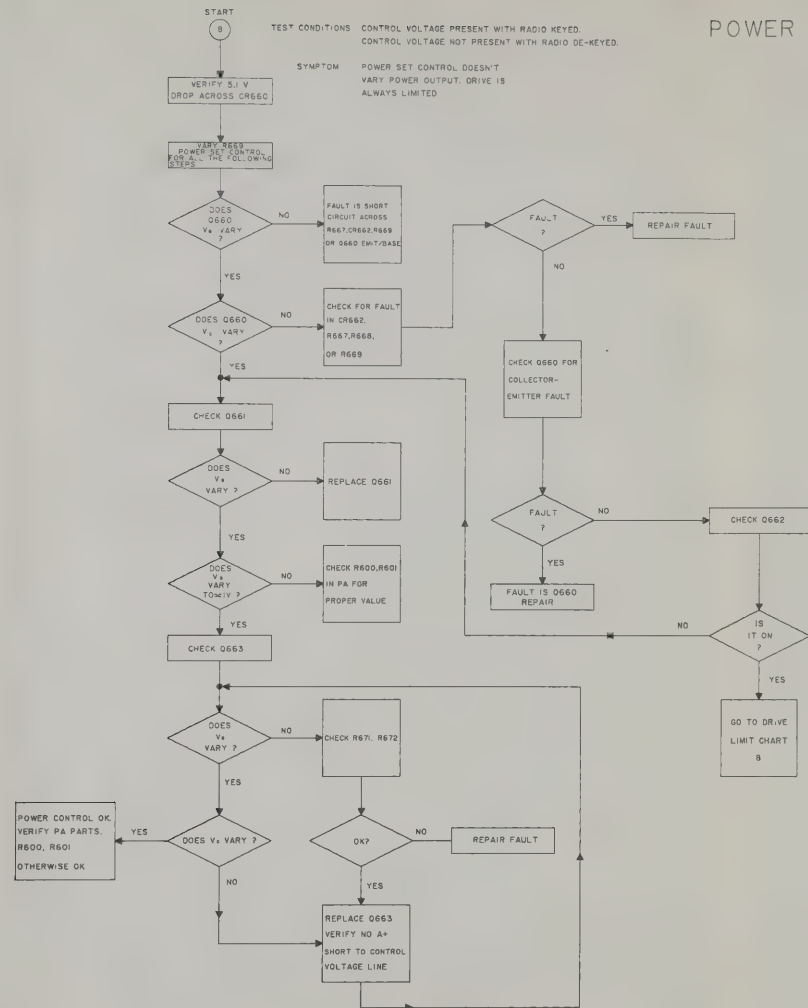 START
8
TEST CONDITIONS CONTROL VOLTAGE PRESENT WITH RADIO KEYED.
CONTROL VOLTAGE NOT PRESENT WITH RADIO DE-KEYED.
POWER
SYMPTOM POWER SET CONTROL DOESN'T
VARY POWER OUTPUT. DRIVE IS
ALWAYS LIMITED
VERIFY 5.1 V
DROP ACROSS CR660
VARY R669
POWER SET CONTROL
FOR ALL THE FOLLOWING
STEPS
DOES
Q660
VARY
?
NO
FAULT IS SHORT
CIRCUIT ACROSS
R667,CR662,R669
OR Q660 EMIT/BASE
FAULT
?
YES
REPAIR FAULT
YES
NO
DOES Q660
VARY
?
NO
CHECK FOR FAULT
IN CR662,
R667,R668,
OR R669
CHECK Q660 FOR
COLLECTOR-
EMITTER FAULT
YES
CHECK Q661
DOES
VARY ?
NO
REPLACE Q661
FAULT
?
NO
CHECK Q662
YES
YES
DOES
VARY
NO
CHECK R600,R601
IN PA FOR
PROPER VALUE
FAULT IS Q660
REPAIR
YES
IS
IT ON
?
NO
CHECK Q663
YES
GO TO DRIVE
LIMIT CHART
8
DOES
VARY ?
NO
CHECK R671, R672
YES
POWER CONTROL OK.
VERIFY PA PARTS.
R600, R601
OTHERWISE OK
YES
DOES VARY ?
OK?
NO
REPAIR FAULT
NO
YES
REPLACE Q663
VERIFY NO A+
SHORT TO CONTROL
VOLTAGE LINE